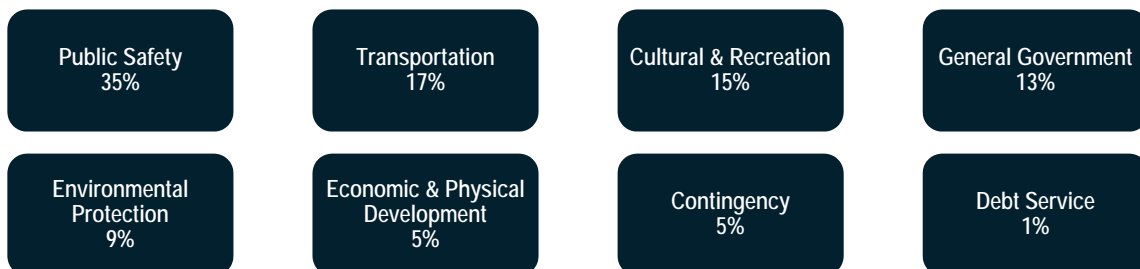 Public Safety
35%
Transportation
17%
Cultural & Recreation
15%
General Government
13%
Environmental
Protection
9%
Economic & Physical
Development
5%
Contingency
5%
Debt Service
1%